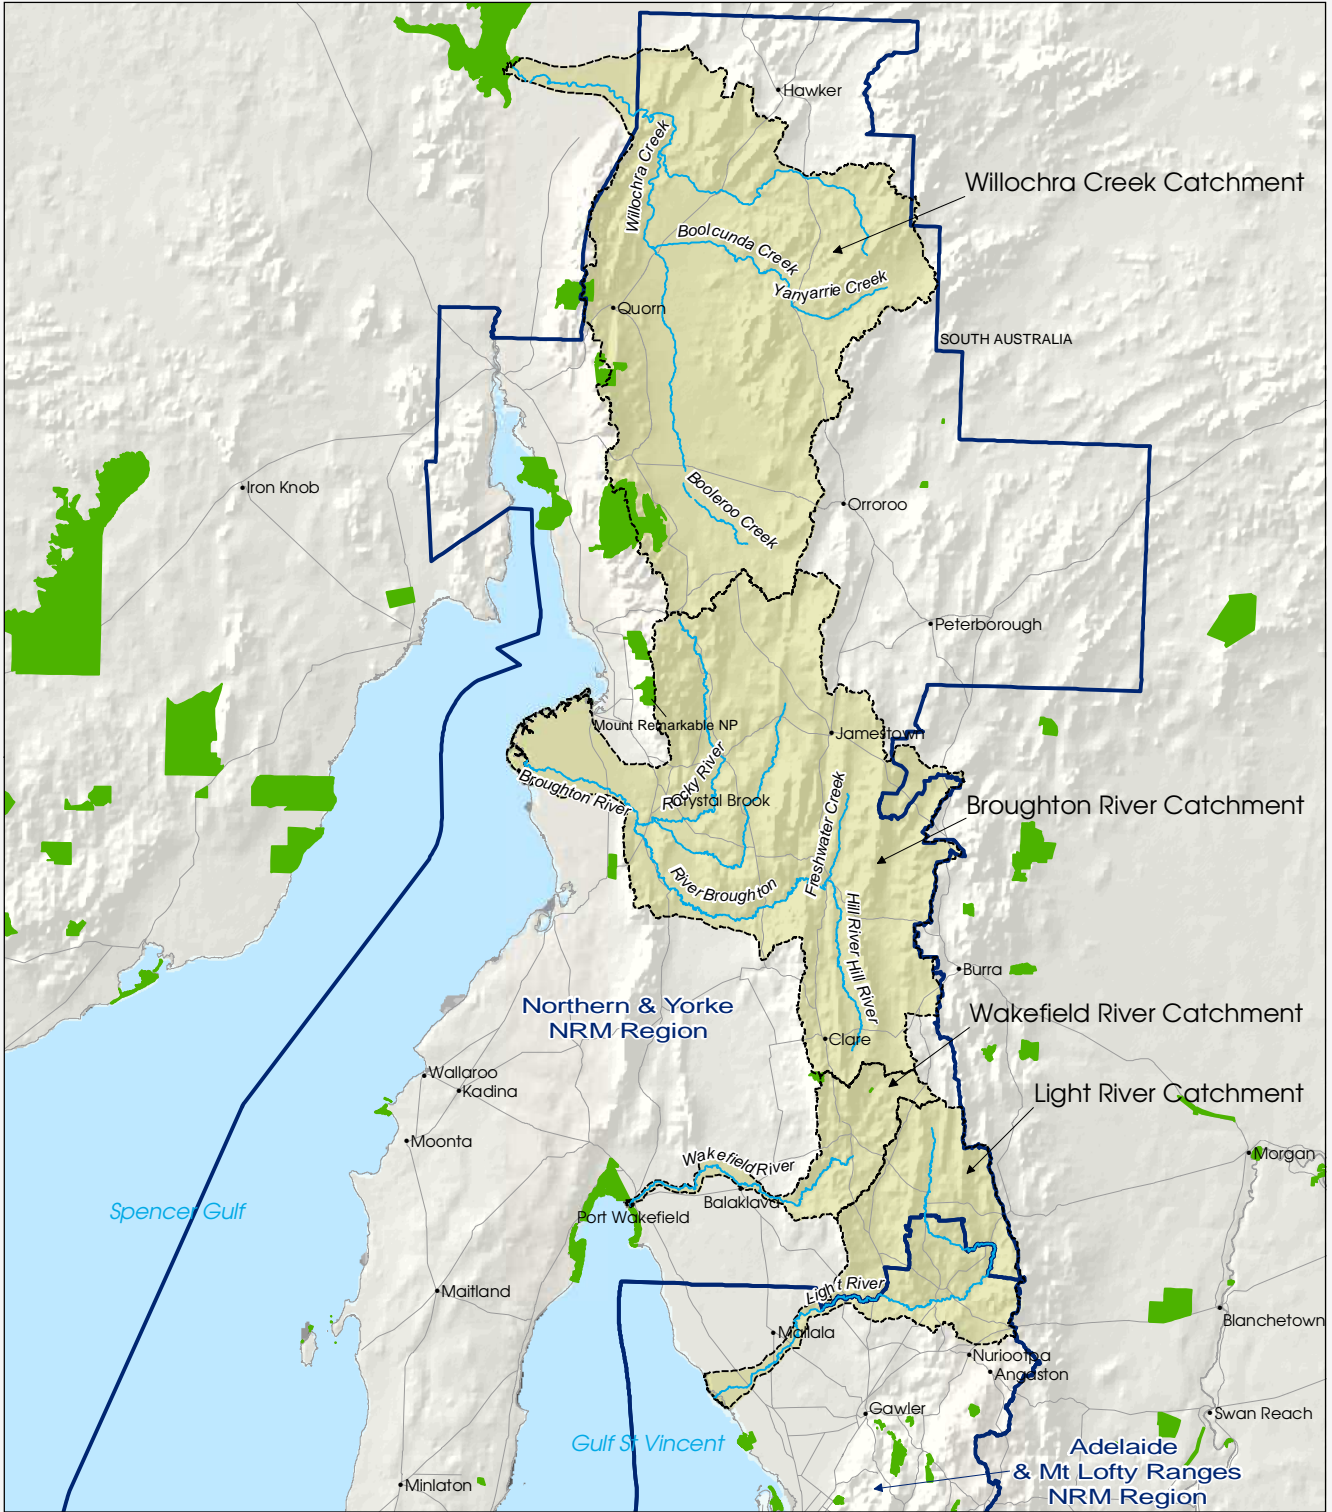 Hawker
Willochra Creek Catchment
Willochra Creek
Boolcunda Creek
Yanyarrie Creek
Quorn
SOUTH AUSTRALIA
Iron Knob
Booleroo Creek
Orroroo
Peterborough
Mount Remarkable NP
Jamestown
Rocky River
Broughton River
Crystal Brook
Freshwater Creek
Broughton River Catchment
River Broughton
Hill River
Hill River
Burra
Northern & Yorke
NRM Region
Wakefield River Catchment
Clare
Wallaroo
Kadina
Light River Catchment
Moonta
Morgan
Wakefield River
Balaklava
Port Wakefield
Spencer Gulf
Light River
Maitland
Blanchetown
Mallala
Nuriootpa
Angaston
Gawler
Swan Reach
Gulf St Vincent
Adelaide
& Mt Lofty Ranges
NRM Region
Minlaton